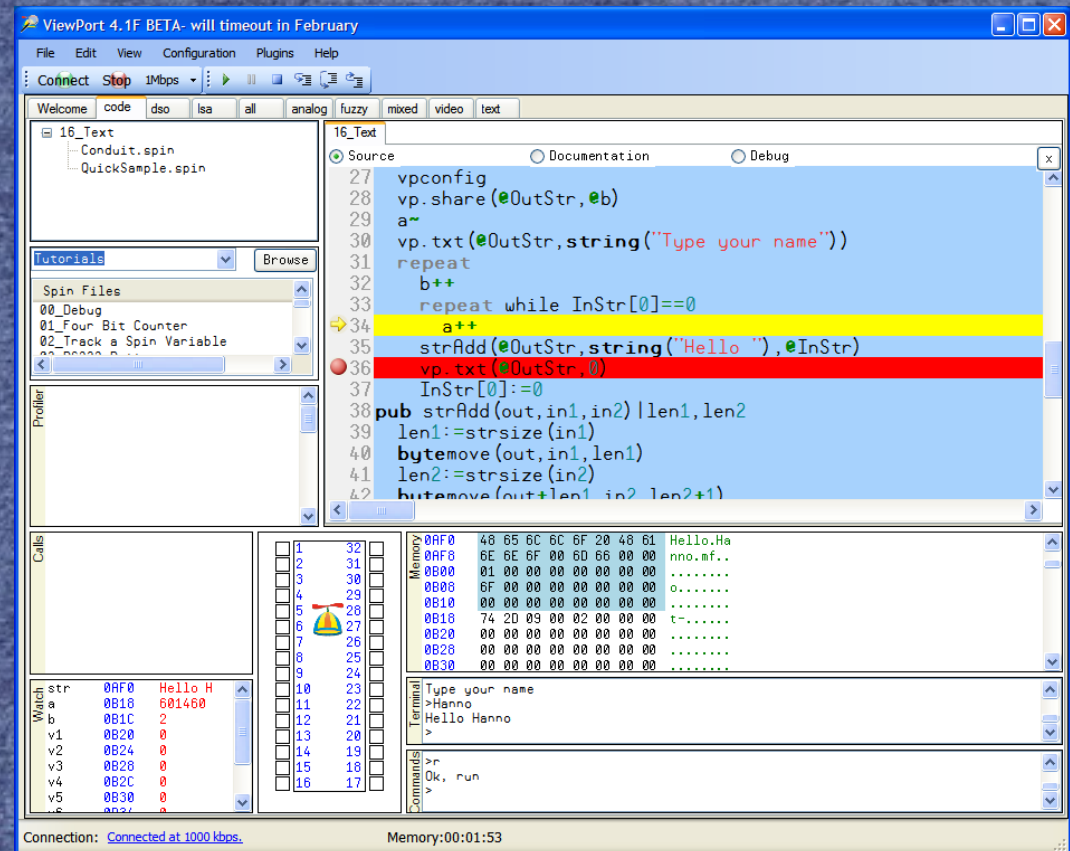 ViewPort 4.1F BETA- will timeout in February
File Edit View Configuration Plugins Help
Connect Stop 1Mbps
Welcome code dso lsa all analog fuzzy mixed video text
16_Text
Conduit.spin
QuickSample.spin
Tutorials Browse
Spin Files
00_Debug
01_Four Bit Counter
02_Track a Spin Variable
Profiler
16_Text
Source Documentation Debug x
27 vpconfig
28 vp.share(@OutStr,@b)
29 a~
30 vp.txt(@OutStr,string("Type your name"))
31 repeat
32 b++
33 repeat while InStr[0]==0
34 a++
35 strAdd(@OutStr,string("Hello "),@InStr)
36 vp.txt(@OutStr,0)
37 InStr[0]:=0
38 pub strAdd(out,in1,in2)|len1,len2
39 len1:=strsize(in1)
40 bytemove(out,in1,len1)
41 len2:=strsize(in2)
42 bytemove(out+len1,in2,len2+1)
Calls
1 32
2 31
3 30
4 29
5 28
6 27
7 26
8 25
9 24
10 23
11 22
12 21
13 20
14 19
15 18
16 17
Memory
0AF0 48 65 6C 6C 6F 20 48 61 Hello.Ha
0AF8 6E 6E 6F 00 6D 66 00 00 nno.mf..
0B00 01 00 00 00 00 00 00 00 ........
0B08 6F 00 00 00 00 00 00 00 o.......
0B10 00 00 00 00 00 00 00 00 ........
0B18 74 2D 09 00 02 00 00 00 t-......
0B20 00 00 00 00 00 00 00 00 ........
0B28 00 00 00 00 00 00 00 00 ........
0B30 00 00 00 00 00 00 00 00 ........
Watch
str 0AF0 Hello H
a 0B18 601460
b 0B1C 2
v1 0B20 0
v2 0B24 0
v3 0B28 0
v4 0B2C 0
v5 0B30 0
Terminal
Type your name
>Hanno
Hello Hanno
>
Commands
>r
Ok, run
>
Connection: Connected at 1000 kbps. Memory:00:01:53